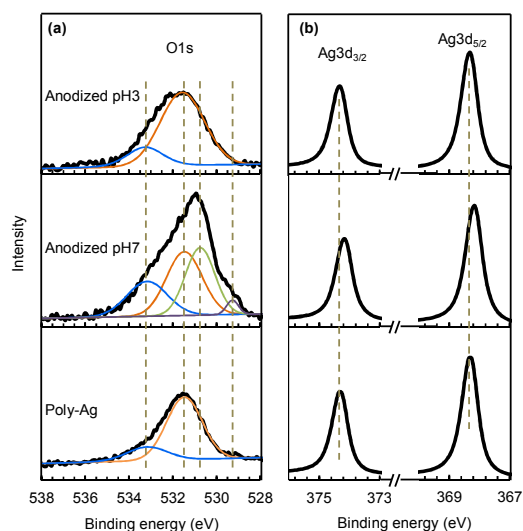 (a)
O1s
Anodized pH3
Anodized pH7
Poly-Ag
Intensity
538 536 534 532 530 528
Binding energy (eV)
(b)
Ag3d3/2
Ag3d5/2
375 373 369 367
Binding energy (eV)